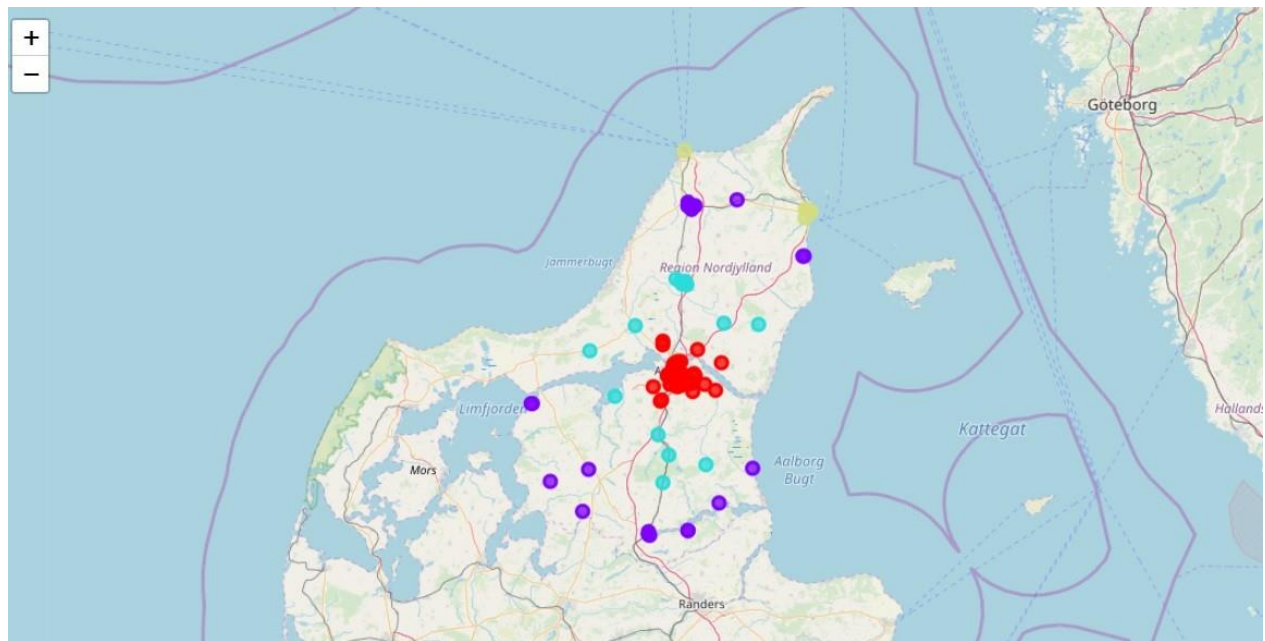 +
−
Göteborg
Jammerbugt
Region Nordjylland
Limfjorden
Hallands
Kattegat
Mors
Aalborg
Bugt
Randers